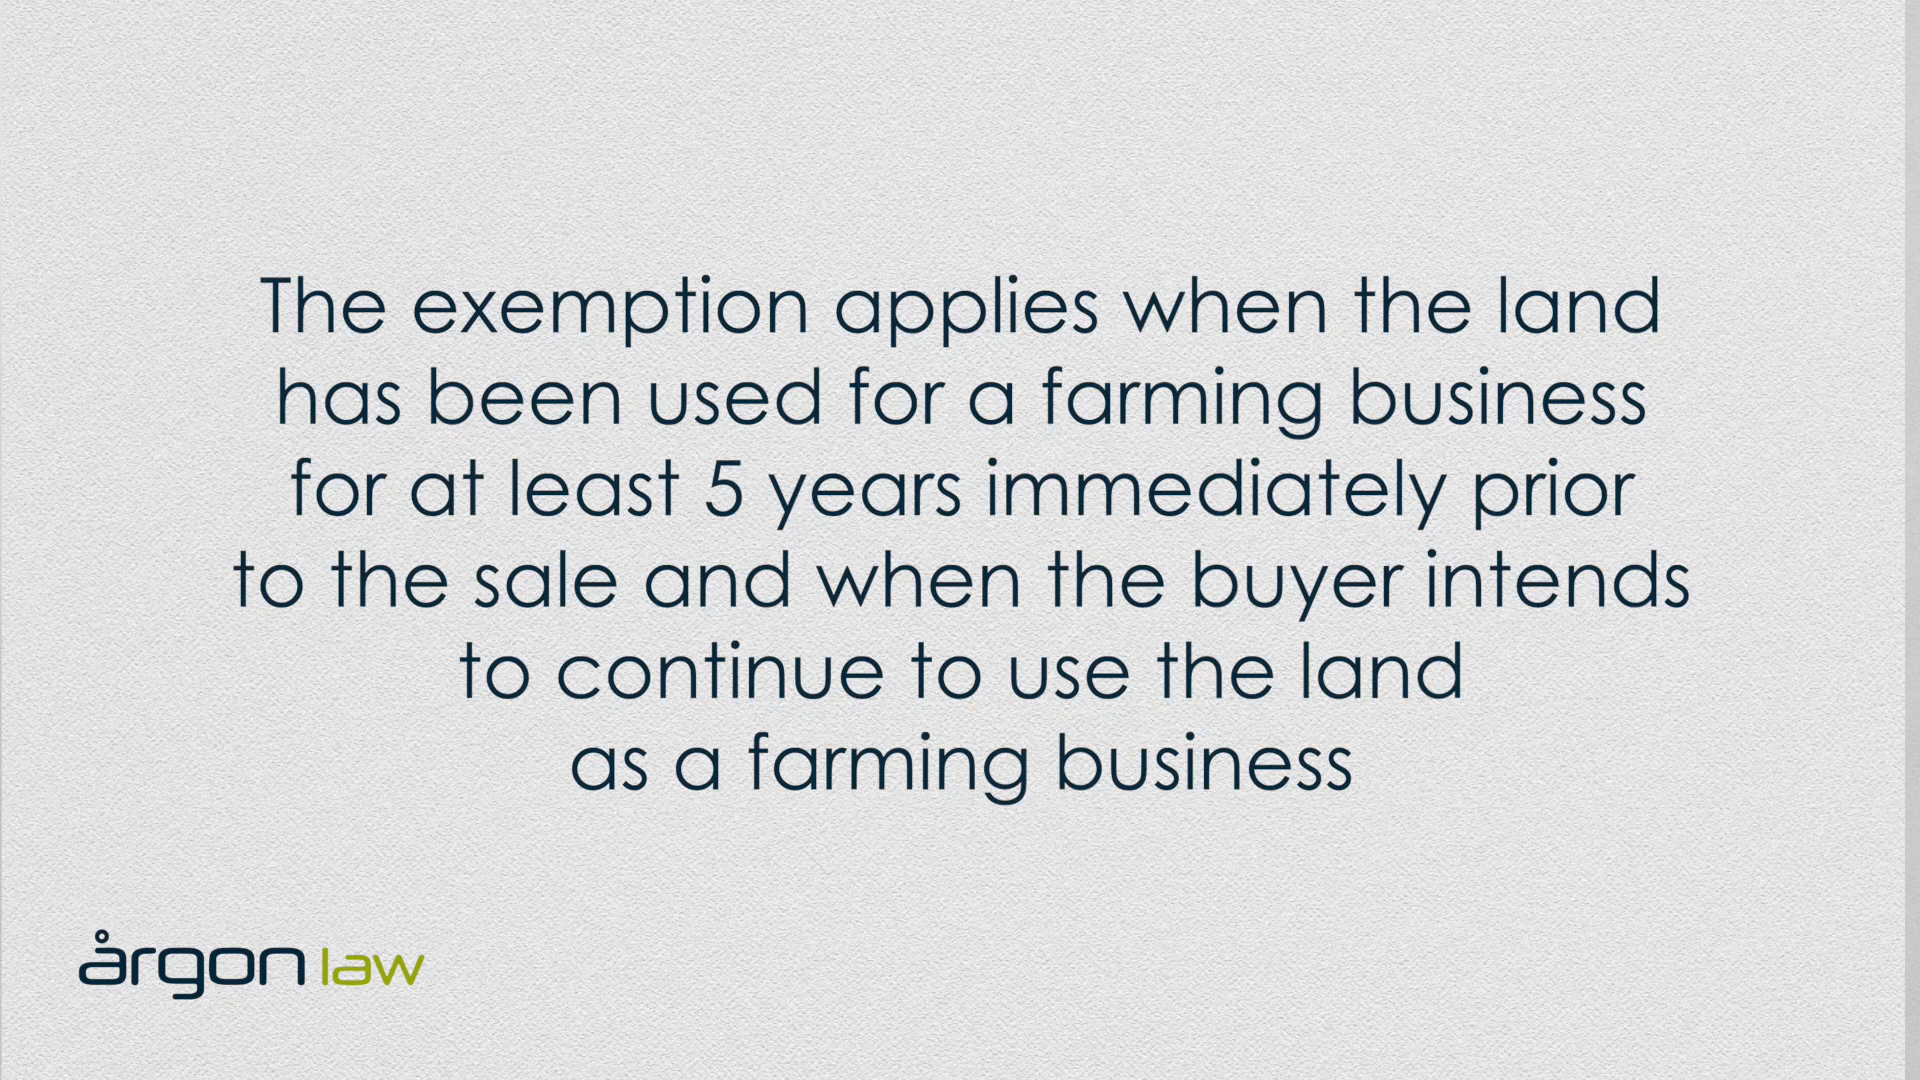 The exemption applies when the land
has been used for a farming business
for at least 5 years immediately prior
to the sale and when the buyer intends
to continue to use the land
as a farming business
årgon law